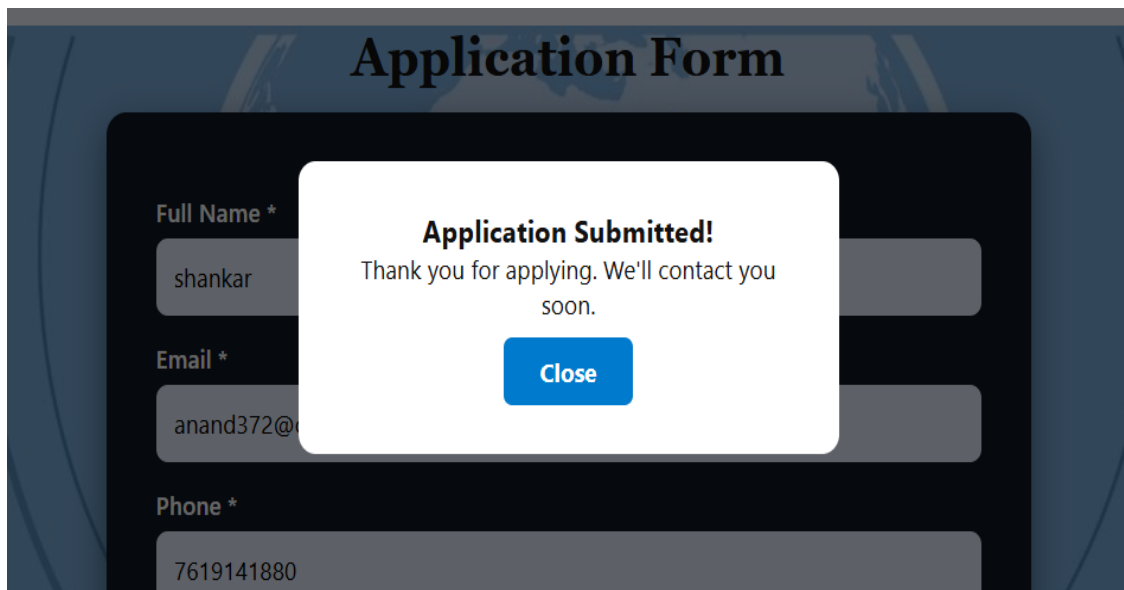 Application Form
Full Name *
shankar
Application Submitted!
Thank you for applying. We'll contact you
soon.
Close
Email *
anand372@
Phone *
7619141880